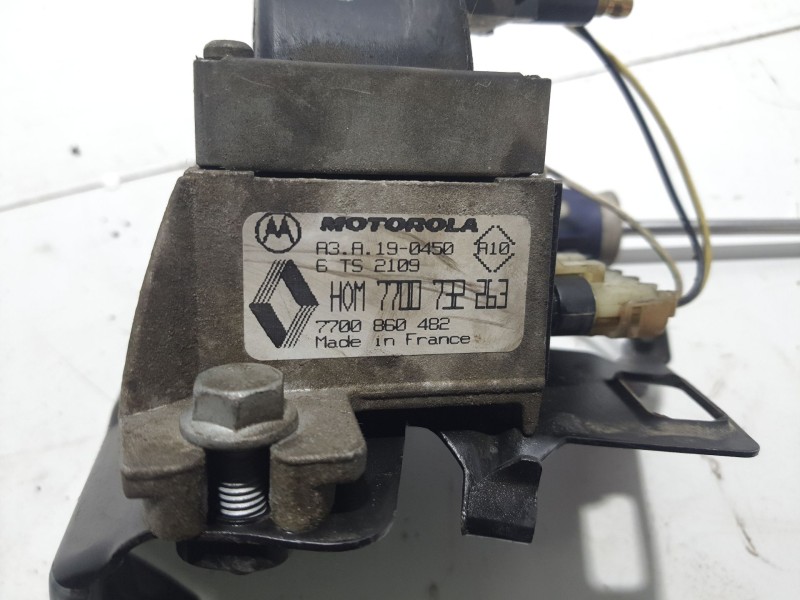 MOTOROLA
A3.A.19-0450 A10
6 TS 2109
HOM 7700 732 263
7700 860 482
Made in France